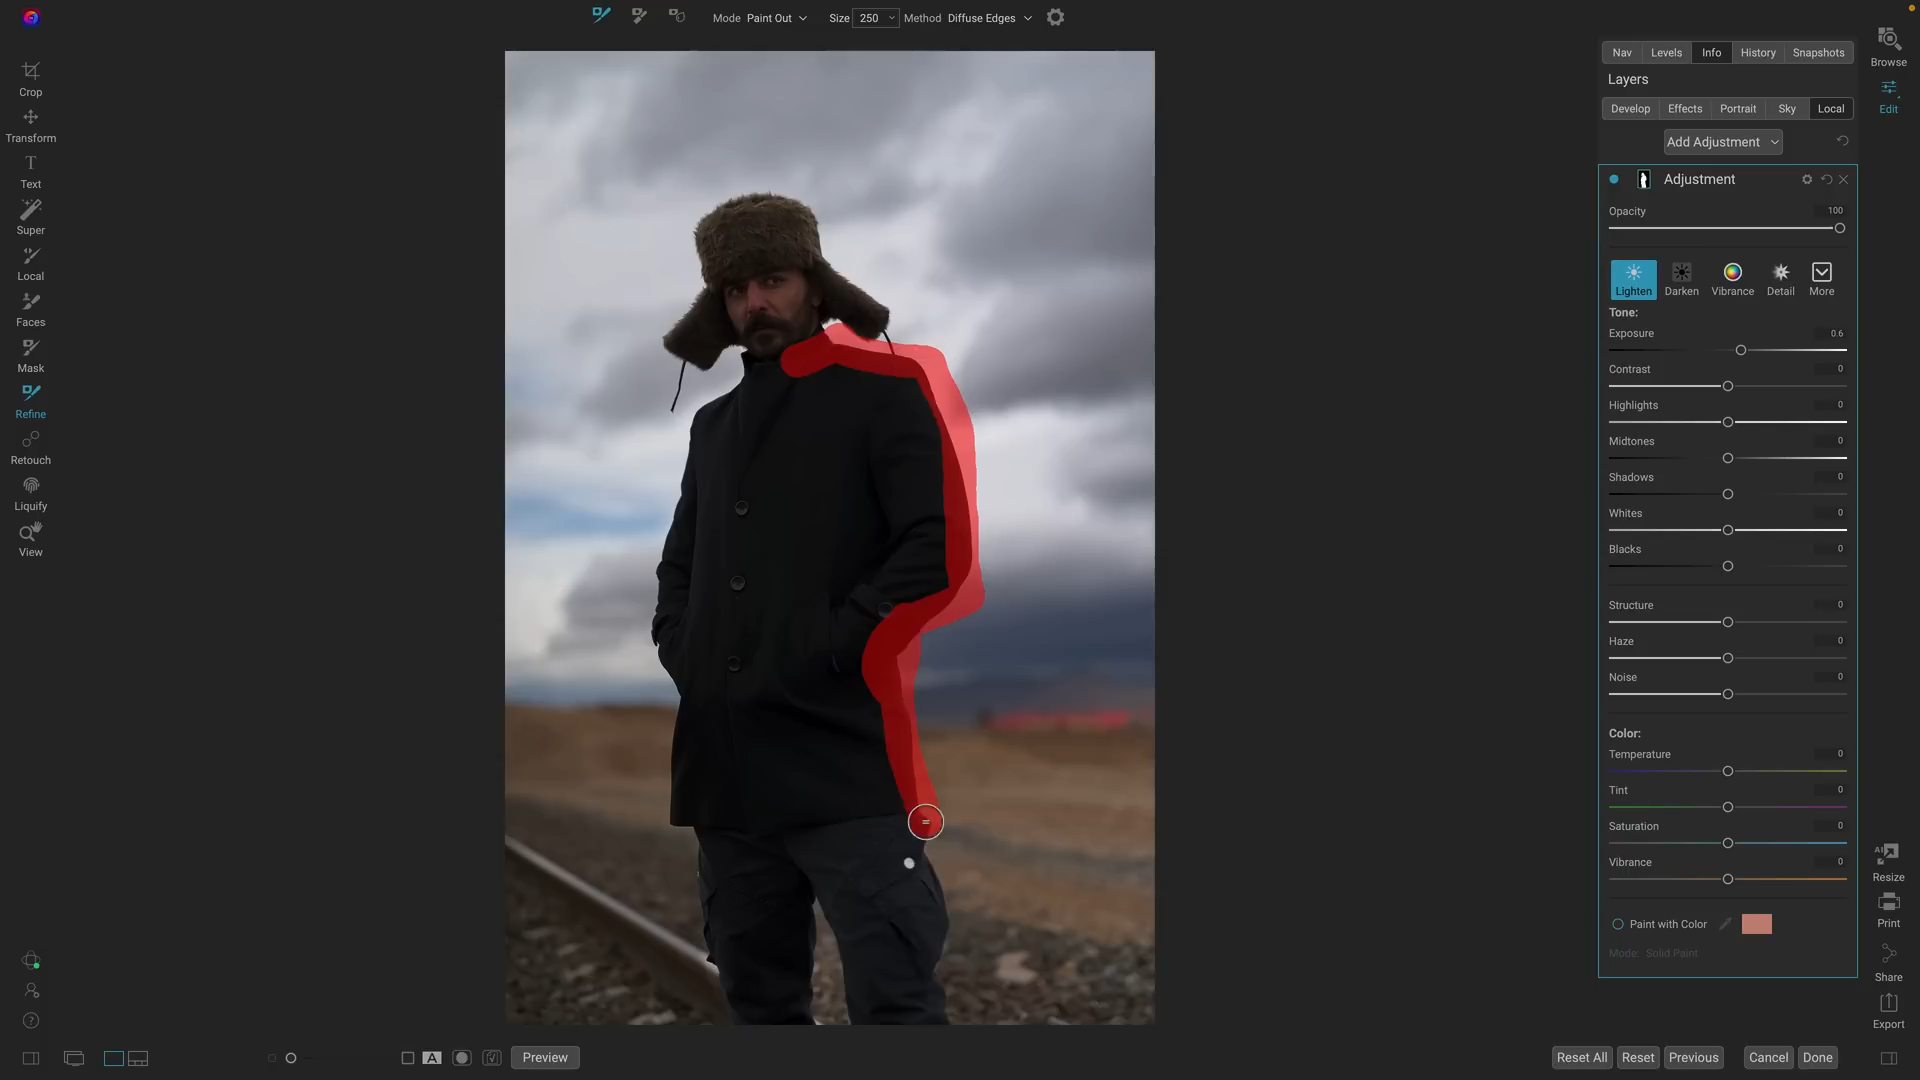 Mode Paint Out Size 250 Method Diffuse Edges
Crop
Transform
Text
Super
Local
Faces
Mask
Refine
Retouch
Liquify
View
Nav Levels Info History Snapshots
Layers
Develop Effects Portrait Sky Local
Add Adjustment
Adjustment
Opacity 100
Lighten Darken Vibrance Detail More
Tone:
Exposure 0.6
Contrast 0
Highlights 0
Midtones 0
Shadows 0
Whites 0
Blacks 0
Structure 0
Haze 0
Noise 0
Color:
Temperature 0
Tint 0
Saturation 0
Vibrance 0
Paint with Color
Mode: Solid Paint
Browse
Edit
AI
Resize
Print
Share
Export
A Preview
Reset All Reset Previous Cancel Done